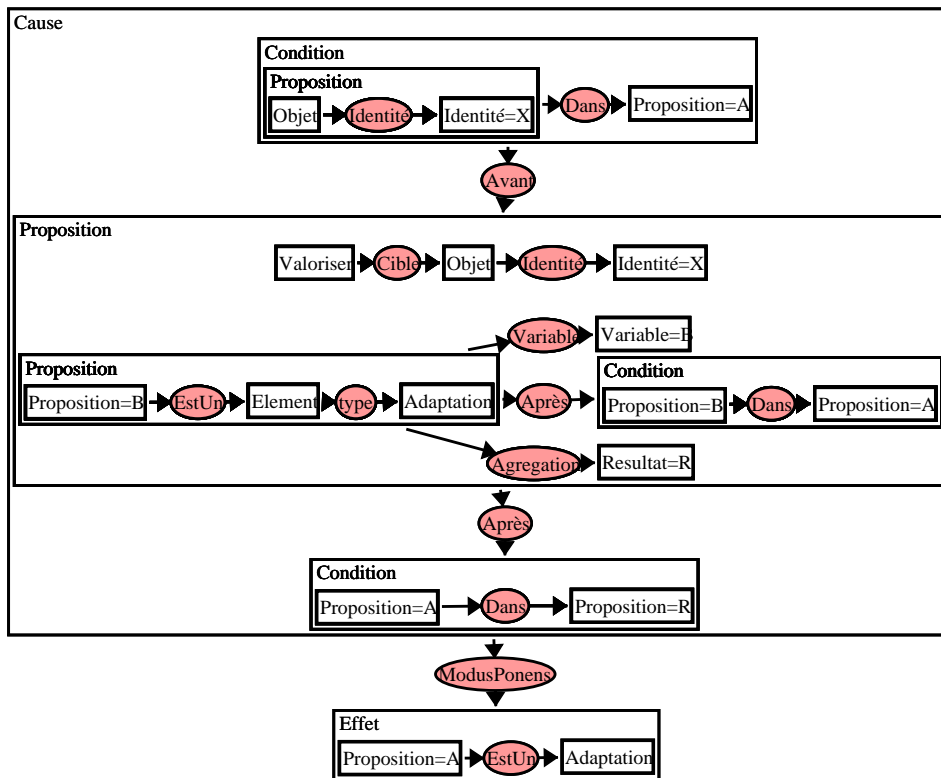 Cause
Condition
Proposition
Objet Identité Identité=X Dans Proposition=A
Avant
Proposition
Valoriser Cible Objet Identité Identité=X
Variable Variable=B
Proposition Condition
Proposition=B EstUn Element type Adaptation Après Proposition=B Dans Proposition=A
Agregation Resultat=R
Après
Condition
Proposition=A Dans Proposition=R
ModusPonens
Effet
Proposition=A EstUn Adaptation